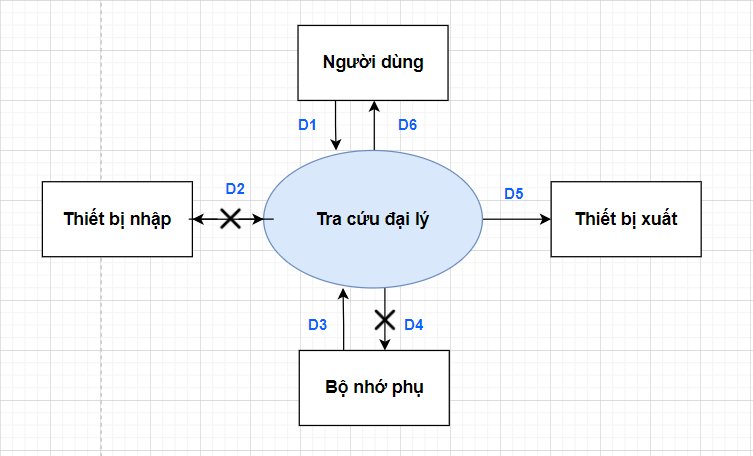 Người dùng
D1
D6
D2
D5
Thiết bị nhập
Tra cứu đại lý
Thiết bị xuất
D3
D4
Bộ nhớ phụ